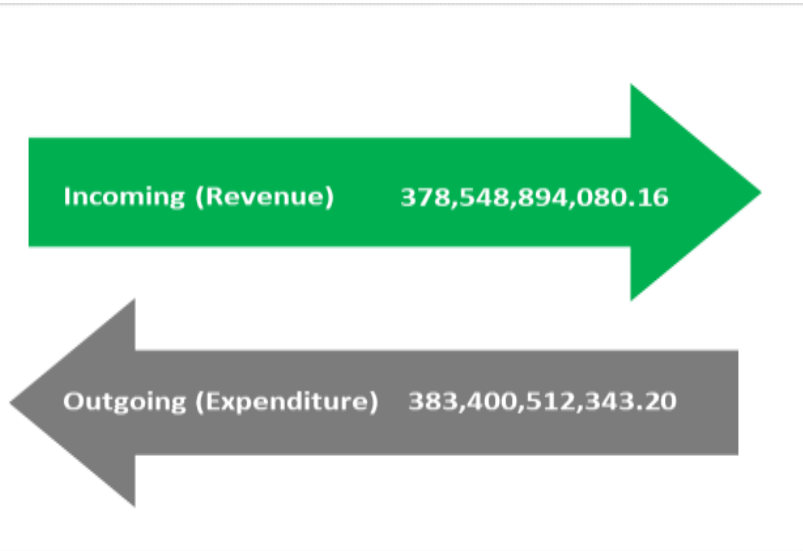 Incoming (Revenue) 378,548,894,080.16
Outgoing (Expenditure) 383,400,512,343.20